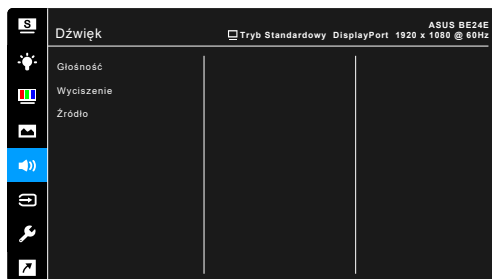 S
ASUS BE24E
Dźwięk
Tryb Standardowy DisplayPort 1920 x 1080 @ 60Hz
Głośność
Wyciszenie
Źródło